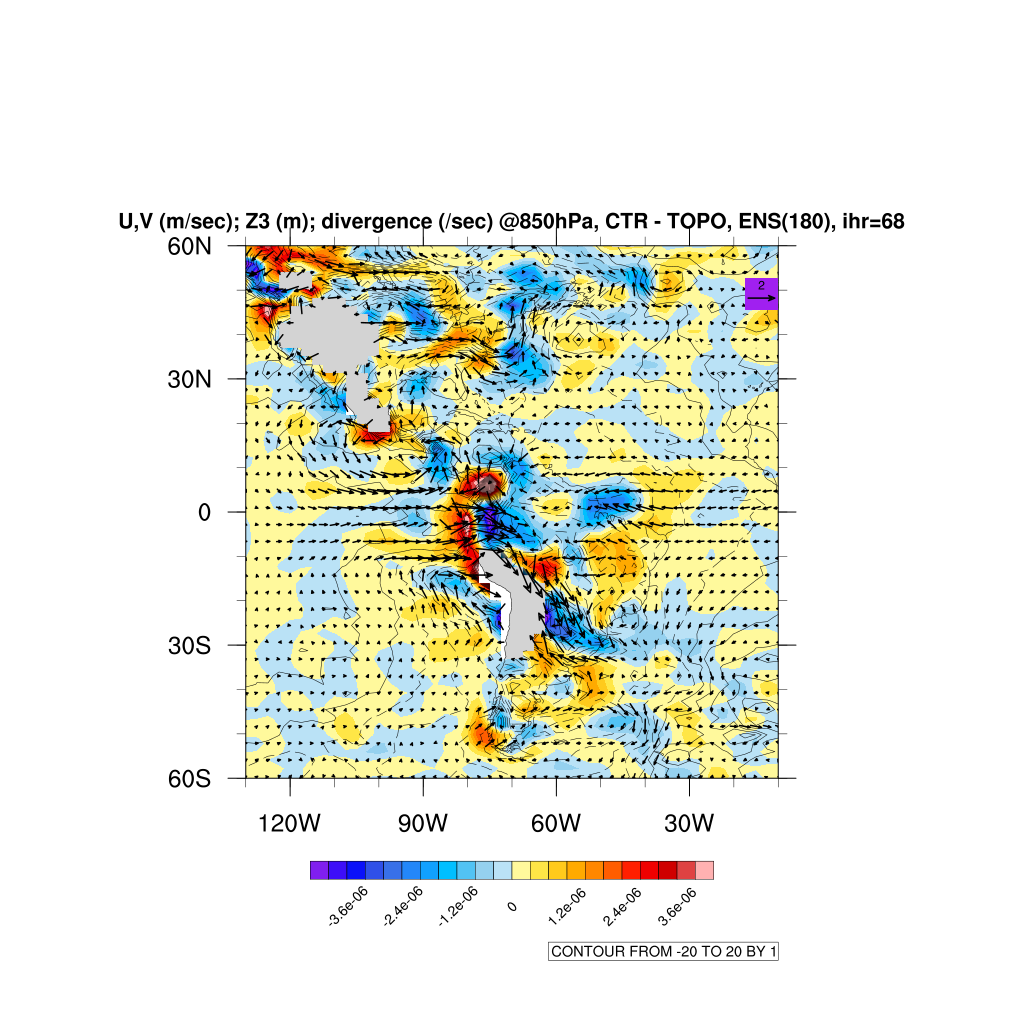 U,V (m/sec); Z3 (m); divergence (/sec) @850hPa, CTR - TOPO, ENS(180), ihr=68
60N
2
30N
0
30S
60S
120W 90W 60W 30W
-3.6e-06 -2.4e-06 -1.2e-06 0 1.2e-06 2.4e-06 3.6e-06
CONTOUR FROM -20 TO 20 BY 1